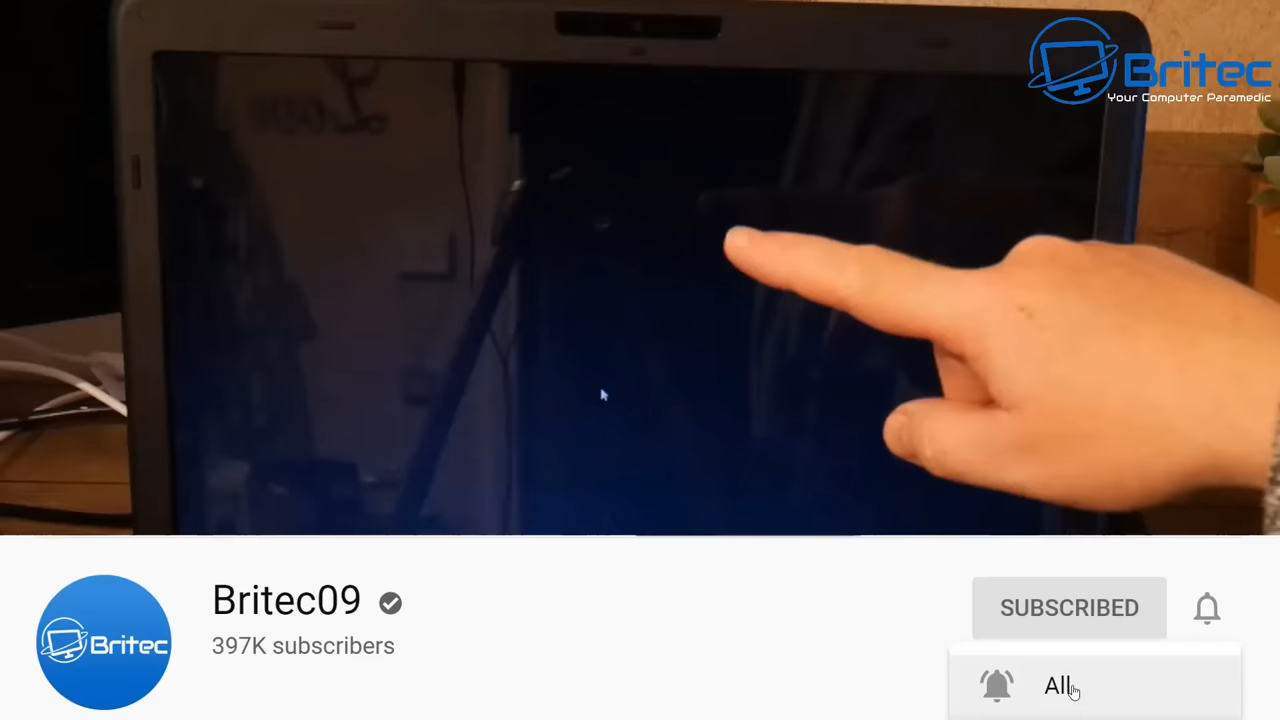 Britec
Your Computer Paramedic
Britec09
397K subscribers
SUBSCRIBED
Britec
All